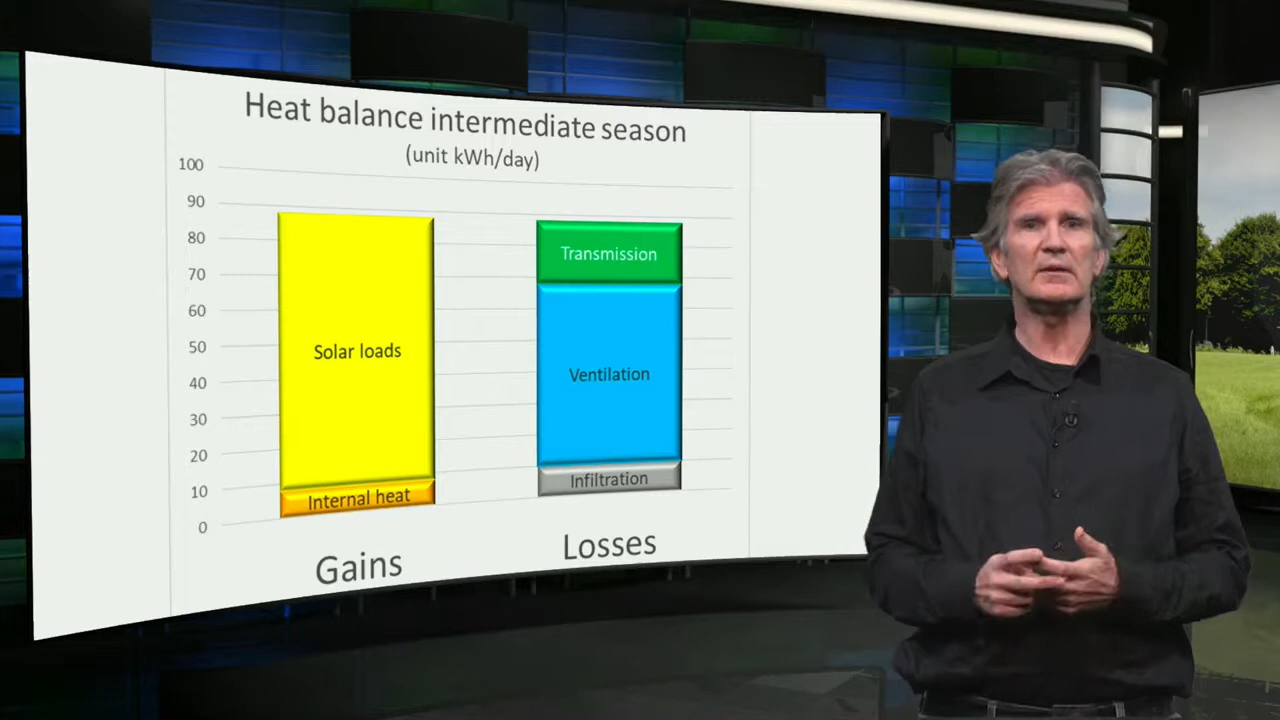 Heat balance intermediate season
(unit kWh/day)
100
90
80
70
60
50
40
30
20
10
0
Solar loads
Internal heat
Transmission
Ventilation
Infiltration
Gains
Losses